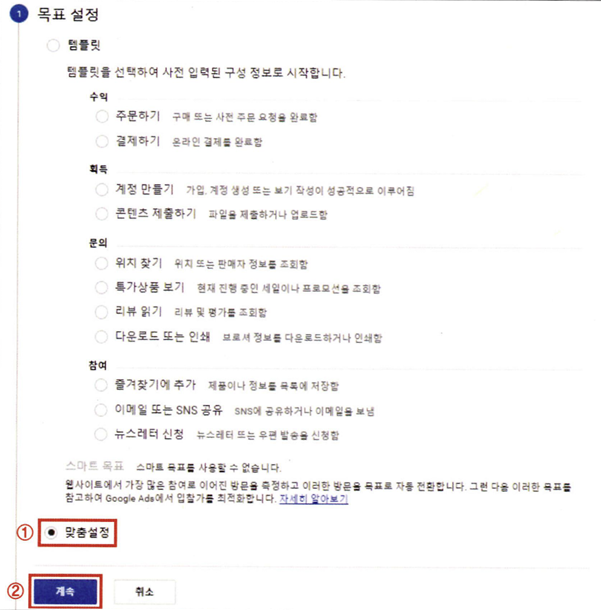 1 목표 설정
템플릿
템플릿을 선택하여 사전 입력된 구성 정보로 시작합니다.
수익
주문하기 구매 또는 사전 주문 요청을 완료함
결제하기 온라인 결제를 완료함
획득
계정 만들기 가입, 계정 생성 또는 보기 작성이 성공적으로 이루어짐
콘텐츠 제출하기 파일을 제출하거나 업로드함
문의
위치 찾기 위치 또는 판매자 정보를 조회함
특가상품 보기 현재 진행 중인 세일이나 프로모션을 조회함
리뷰 읽기 리뷰 및 평가를 조회함
다운로드 또는 인쇄 브로셔 정보를 다운로드하거나 인쇄함
참여
즐겨찾기에 추가 제품이나 정보를 목록에 저장함
이메일 또는 SNS 공유 SNS에 공유하거나 이메일을 보냄
뉴스레터 신청 뉴스레터 또는 우편 발송을 신청함
스마트 목표 스마트 목표를 사용할 수 없습니다.
웹사이트에서 가장 많은 참여로 이어진 방문을 측정하고 이러한 방문을 목표로 자동 전환합니다. 그런 다음 이러한 목표를
참고하여 Google Ads에서 입찰가를 최적화합니다. 자세히 알아보기
① 맞춤설정
② 계속 취소